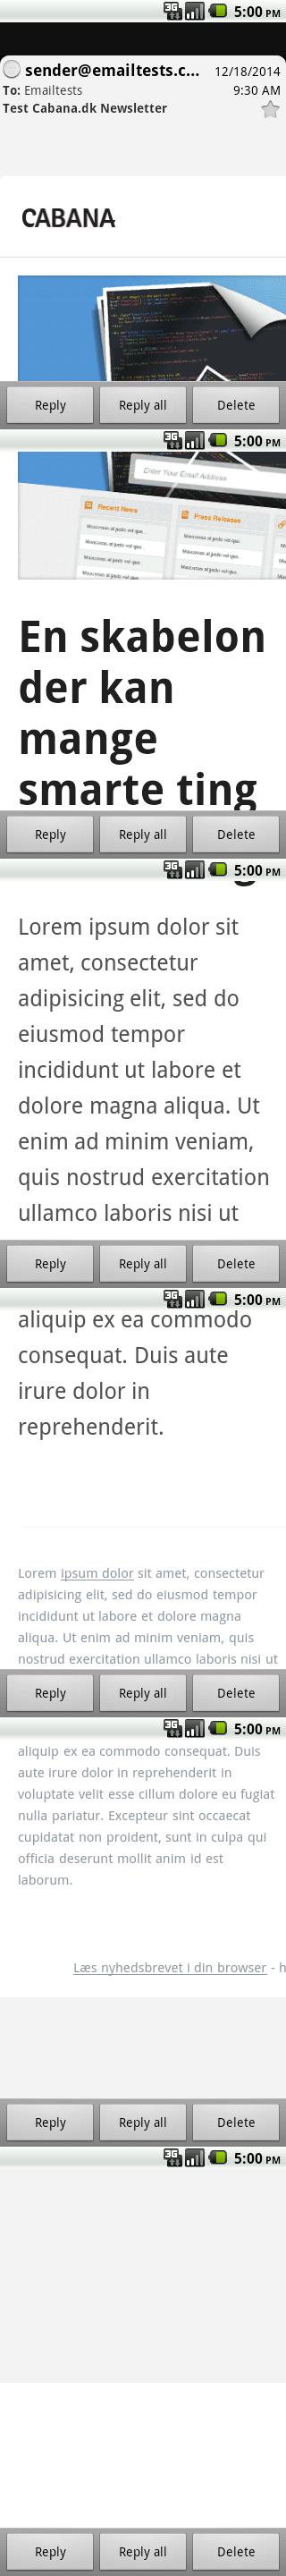 3G 5:00 PM
sender@emailtests.c... 12/18/2014
To: Emailtests 9:30 AM
Test Cabana.dk Newsletter
CABANA
Reply Reply all Delete
3G 5:00 PM
Enter Your Email Address
Recent News
Press Releases
En skabelon
der kan
mange
smarte ting
Reply Reply all Delete
3G 5:00 PM
Lorem ipsum dolor sit
amet, consectetur
adipisicing elit, sed do
eiusmod tempor
incididunt ut labore et
dolore magna aliqua. Ut
enim ad minim veniam,
quis nostrud exercitation
ullamco laboris nisi ut
Reply Reply all Delete
3G 5:00 PM
aliquip ex ea commodo
consequat. Duis aute
irure dolor in
reprehenderit.
Lorem ipsum dolor sit amet, consectetur
adipisicing elit, sed do eiusmod tempor
incididunt ut labore et dolore magna
aliqua. Ut enim ad minim veniam, quis
nostrud exercitation ullamco laboris nisi ut
Reply Reply all Delete
3G 5:00 PM
aliquip ex ea commodo consequat. Duis
aute irure dolor in reprehenderit in
voluptate velit esse cillum dolore eu fugiat
nulla pariatur. Excepteur sint occaecat
cupidatat non proident, sunt in culpa qui
officia deserunt mollit anim id est
laborum.
Læs nyhedsbrevet i din browser - h
Reply Reply all Delete
3G 5:00 PM
Reply Reply all Delete